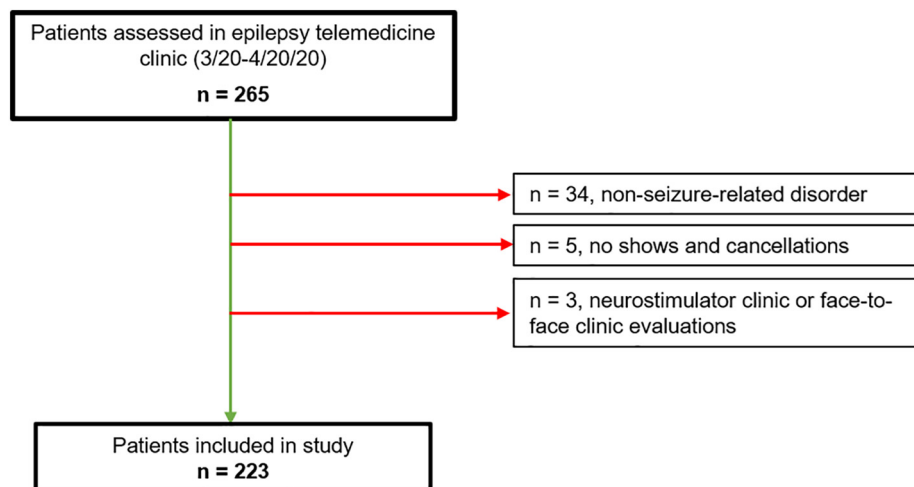 Patients assessed in epilepsy telemedicine
clinic (3/20-4/20/20)
n = 265
n = 34, non-seizure-related disorder
n = 5, no shows and cancellations
n = 3, neurostimulator clinic or face-to-
face clinic evaluations
Patients included in study
n = 223